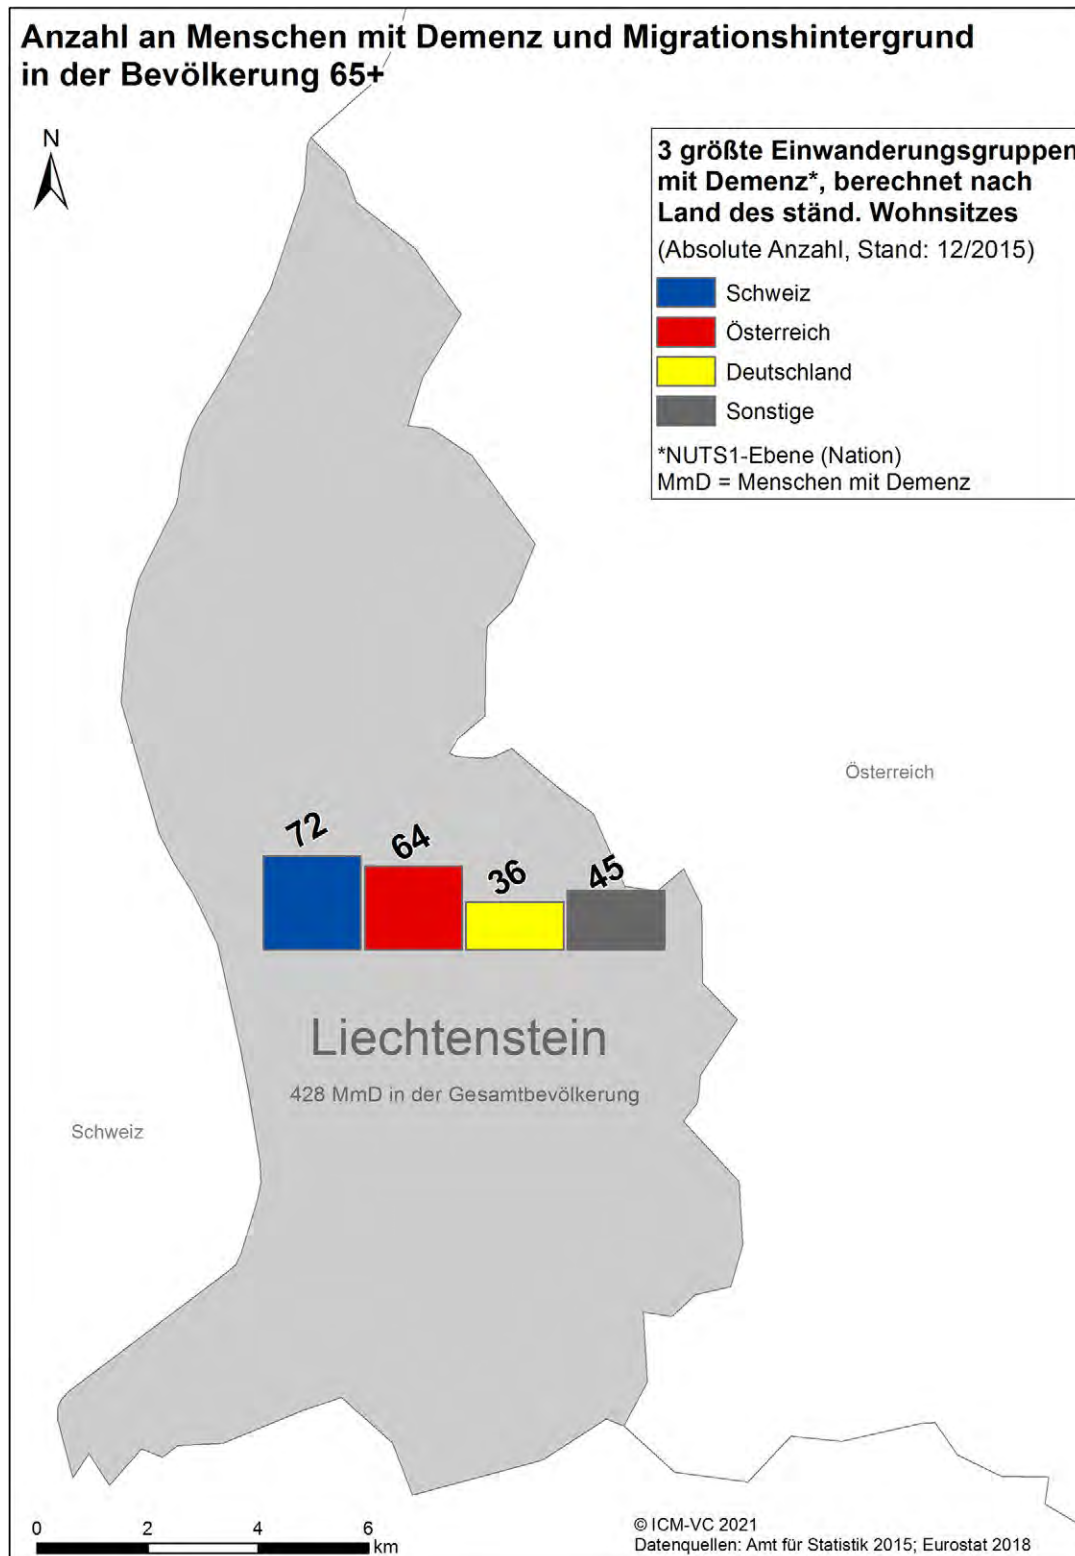 Anzahl an Menschen mit Demenz und Migrationshintergrund
in der Bevölkerung 65+
N
3 größte Einwanderungsgruppen
mit Demenz*, berechnet nach
Land des ständ. Wohnsitzes
(Absolute Anzahl, Stand: 12/2015)
Schweiz
Österreich
Deutschland
Sonstige
*NUTS1-Ebene (Nation)
MmD = Menschen mit Demenz
Österreich
72 64 36 45
Liechtenstein
428 MmD in der Gesamtbevölkerung
Schweiz
0 2 4 6
km
© ICM-VC 2021
Datenquellen: Amt für Statistik 2015; Eurostat 2018